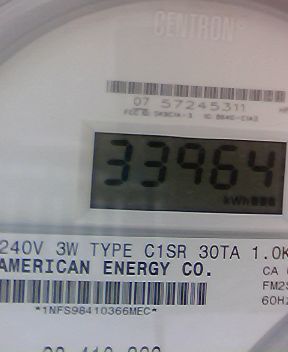 CENTRON®
07 57245311
33964
kWh
240V 3W TYPE C1SR 30TA 1.0K
AMERICAN ENERGY CO.
CA
FM2S
60Hz
*1NFS98410366MEC*